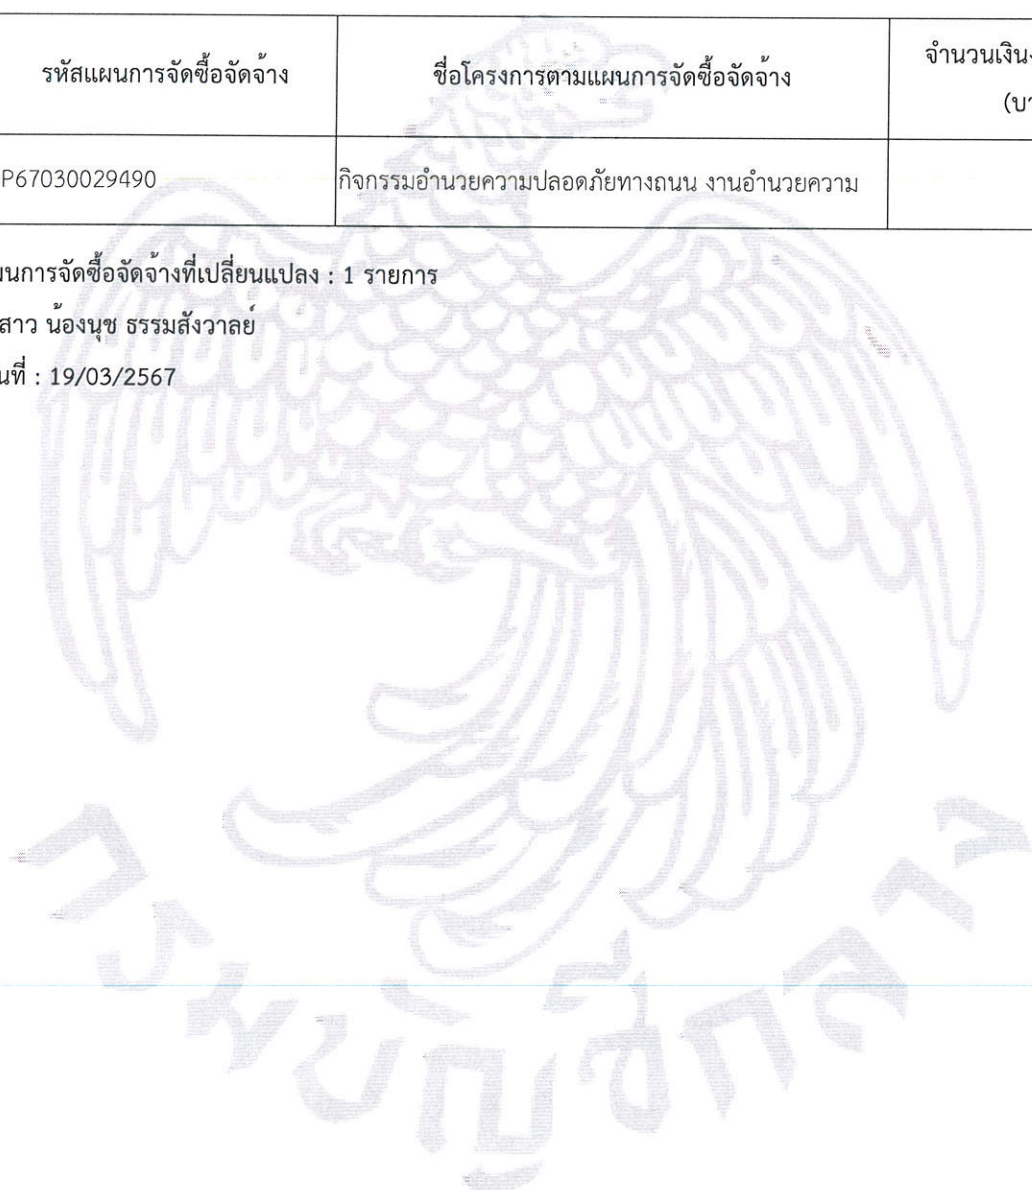 รหัสแผนการจัดซื้อจัดจ้าง ชื่อโครงการตามแผนการจัดซื้อจัดจ้าง จำนวนเงิน
(บา
P67030029490 กิจกรรมอำนวยความปลอดภัยทางถนน งานอำนวยความ
นการจัดซื้อจัดจ้างที่เปลี่ยนแปลง : 1 รายการ
สาว น้องนุช ธรรมสังวาลย์
นที่ : 19/03/2567
กรมบัญชีกลาง